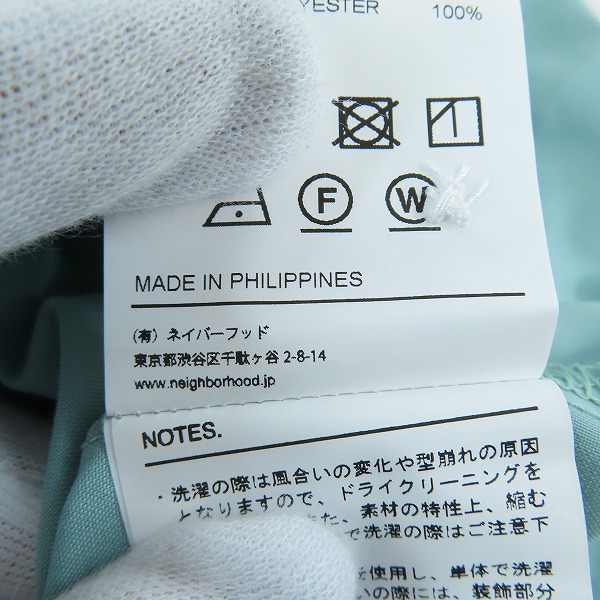 100%
F W
MADE IN PHILIPPINES
(有) ネイバーフッド
東京都渋谷区千駄ヶ谷 2-8-14
www.neighborhood.jp
NOTES.
・洗濯の際は風合いの変化や型崩れの原因
となりますので、ドライクリーニングを
、素材の特性上、縮む
で洗濯の際はご注意下
使用し、単体で洗濯
いの際には、装飾部分